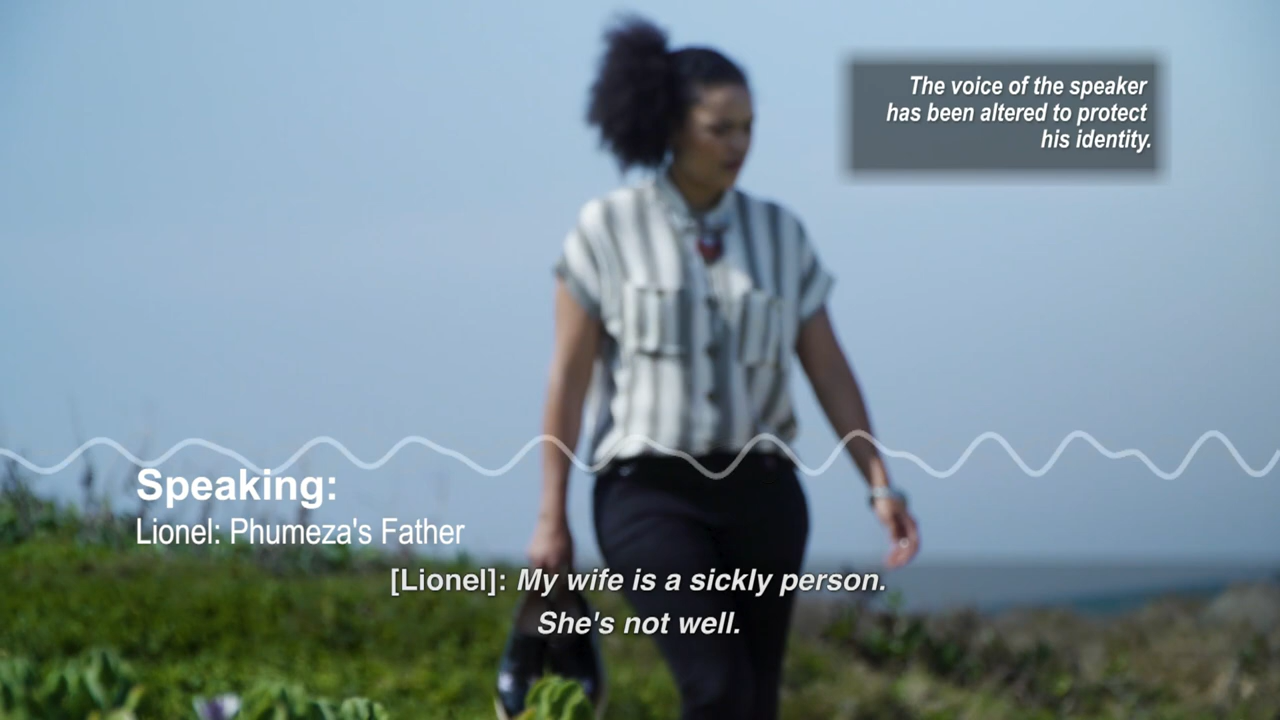 The voice of the speaker
has been altered to protect
his identity.
Speaking:
Lionel: Phumeza's Father
[Lionel]: My wife is a sickly person.
She's not well.